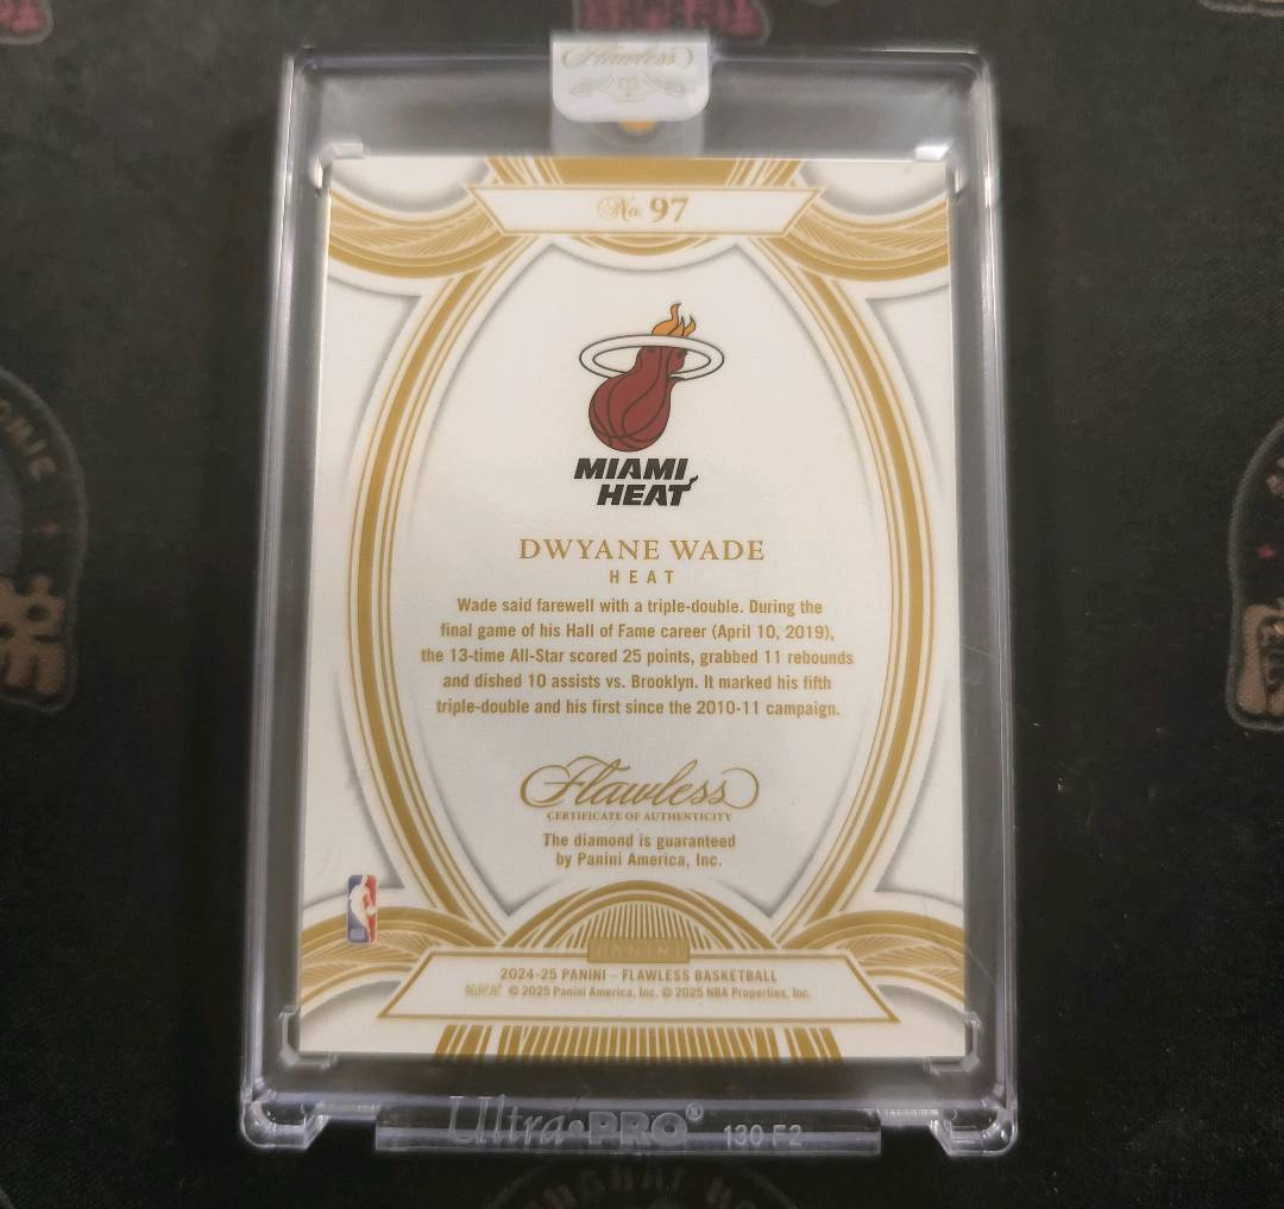 Flawless
No. 97
MIAMI
HEAT
DWYANE WADE
HEAT
Wade said farewell with a triple-double. During the
final game of his Hall of Fame career (April 10, 2019),
the 13-time All-Star scored 25 points, grabbed 11 rebounds
and dished 10 assists vs. Brooklyn. It marked his fifth
triple-double and his first since the 2010-11 campaign.
Flawless
CERTIFICATE OF AUTHENTICITY
The diamond is guaranteed
by Panini America, Inc.
PANINI
2024-25 PANINI - FLAWLESS BASKETBALL
© 2025 Panini America, Inc. © 2025 NBA Properties, Inc.
Ultra•PRO® 130 F2